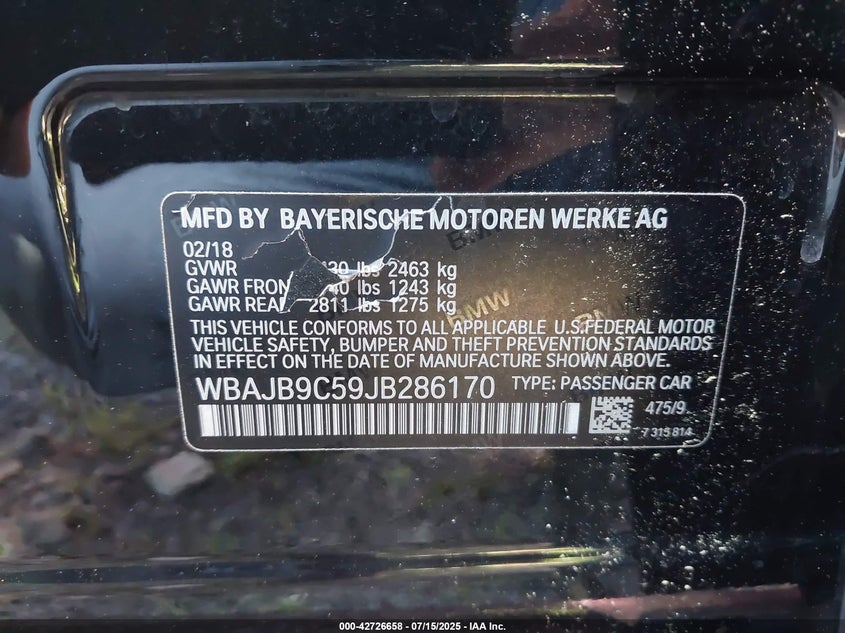 MFD BY BAYERISCHE MOTOREN WERKE AG
02/18
GVWR lbs 2463 kg
GAWR FRON lbs 1243 kg
GAWR REAR 2811 lbs 1275 kg
THIS VEHICLE CONFORMS TO ALL APPLICABLE U.S.FEDERAL MOTOR
VEHICLE SAFETY, BUMPER AND THEFT PREVENTION STANDARDS
IN EFFECT ON THE DATE OF MANUFACTURE SHOWN ABOVE.
WBAJB9C59JB286170 TYPE: PASSENGER CAR
475/9
7 315 814
BMW
BMW
000-42726658 - 07/15/2025 - IAA Inc.